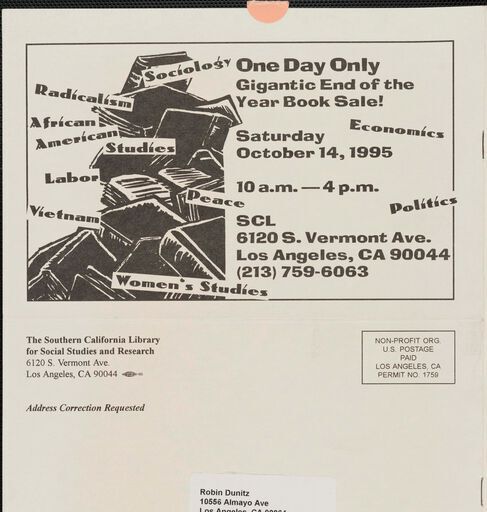 Sociology
Radicalism
African
American
Studies
Labor
Peace
Vietnam
Women's Studies
One Day Only
Gigantic End of the
Year Book Sale!
Economics
Saturday
October 14, 1995
10 a.m. — 4 p.m.
Politics
SCL
6120 S. Vermont Ave.
Los Angeles, CA 90044
(213) 759-6063
The Southern California Library
for Social Studies and Research
6120 S. Vermont Ave.
Los Angeles, CA 90044
Address Correction Requested
NON-PROFIT ORG.
U.S. POSTAGE
PAID
LOS ANGELES, CA
PERMIT NO. 1759
Robin Dunitz
10556 Almayo Ave
Los Angeles, CA